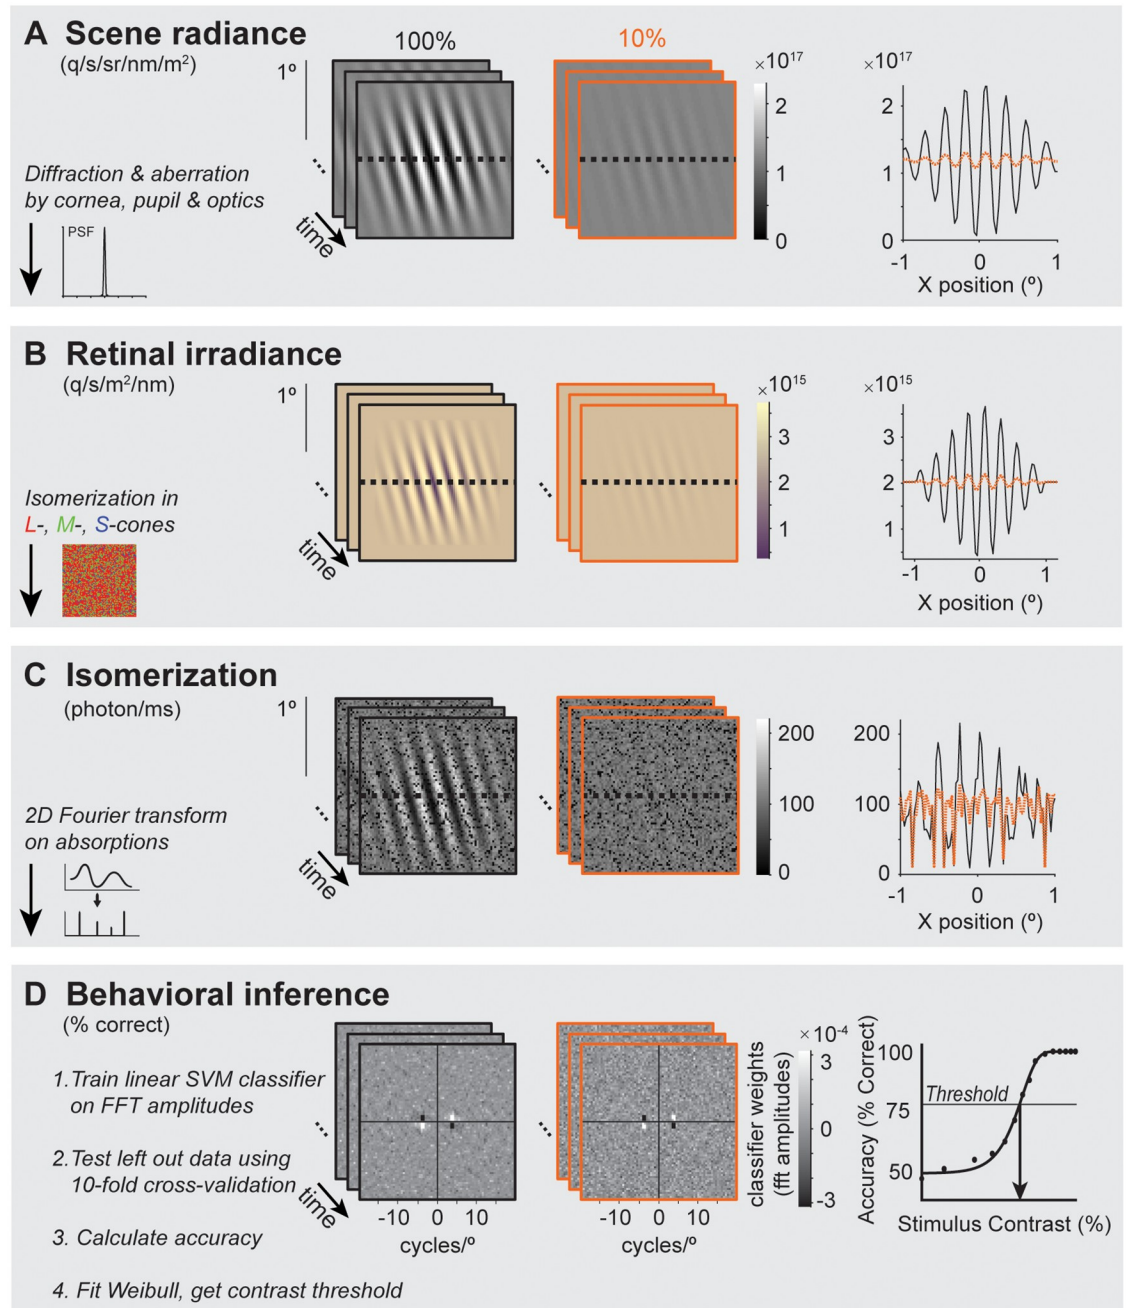 A Scene radiance
(q/s/sr/nm/m²)
100%
10%
1º
×10¹⁷
2
1
0
×10¹⁷
2
1
0
-1 0 1
X position (º)
time
Diffraction & aberration
by cornea, pupil & optics
PSF
B Retinal irradiance
(q/s/m²/nm)
1º
×10¹⁵
3
2
1
×10¹⁵
3
2
1
-1 0 1
X position (º)
time
Isomerization in
L-, M-, S-cones
C Isomerization
(photon/ms)
1º
200
100
0
200
100
0
-1 0 1
X position (º)
time
2D Fourier transform
on absorptions
D Behavioral inference
(% correct)
1.Train linear SVM classifier
on FFT amplitudes
2.Test left out data using
10-fold cross-validation
3. Calculate accuracy
4. Fit Weibull, get contrast threshold
time
-10 0 10
cycles/º
-10 0 10
cycles/º
classifier weights
(fft amplitudes)
×10⁻⁴
3
0
-3
Accuracy (% Correct)
100
75
50
Threshold
Stimulus Contrast (%)